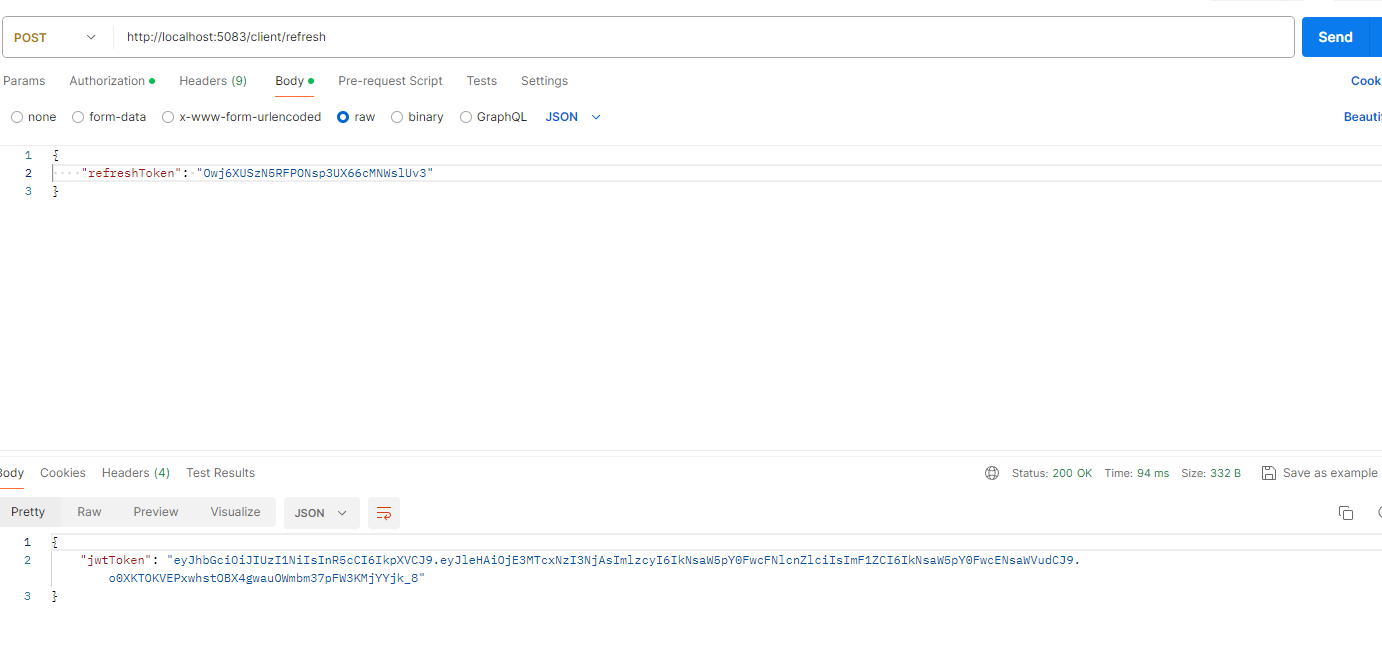 POST http://localhost:5083/client/refresh Send
Params Authorization Headers (9) Body Pre-request Script Tests Settings Cook
none form-data x-www-form-urlencoded raw binary GraphQL JSON Beauti
1 {
2 "refreshToken": "Owj6XUSzN5RFPONsp3UX66cMNWslUv3"
3 }
Body Cookies Headers (4) Test Results Status: 200 OK Time: 94 ms Size: 332 B Save as example
Pretty Raw Preview Visualize JSON
1 {
2 "jwtToken": "eyJhbGciOiJIUzI1NiIsInR5cCI6IkpXVCJ9.eyJleHAiOjE3MTcxNzI3NjAsImlzcyI6IkNsaW5pY0FwcFNlcnZlciIsImF1ZCI6IkNsaW5pY0FwcENsaWVudCJ9.
o0XKTOKVEPxwhstOBX4gwauOWmbm37pFW3KMjYYjk_8"
3 }